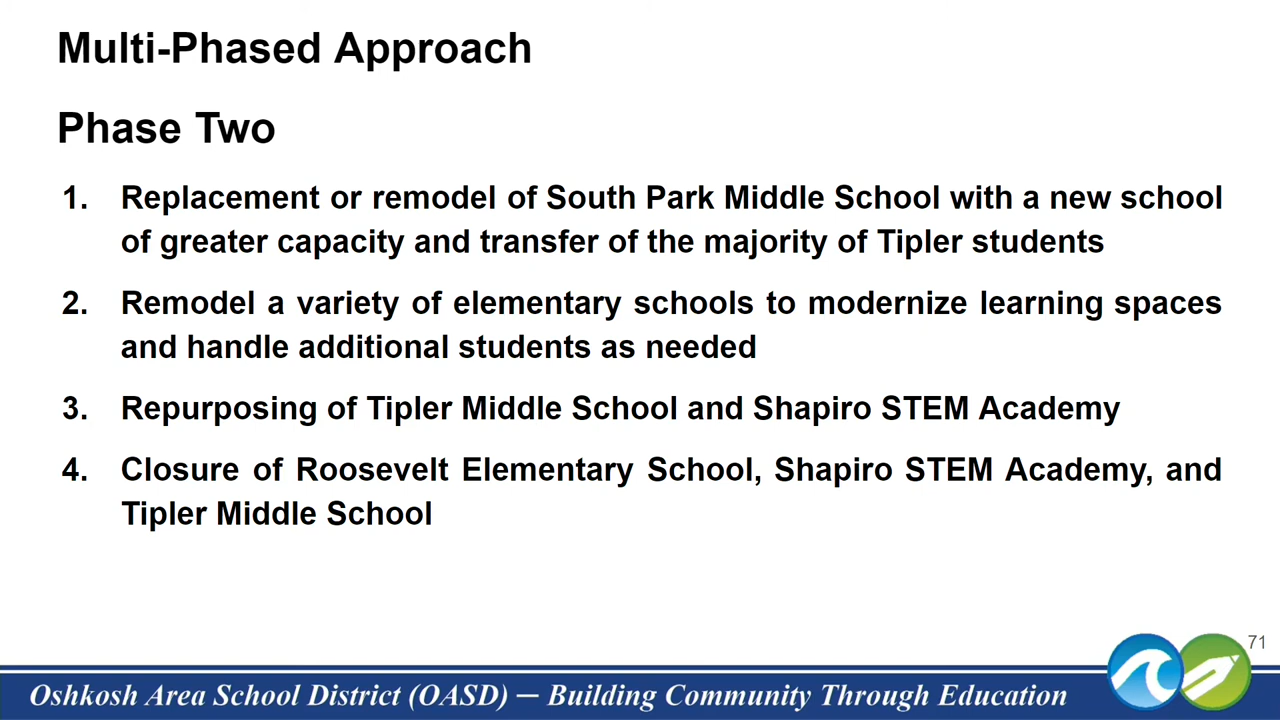 Multi-Phased Approach
Phase Two
1. Replacement or remodel of South Park Middle School with a new school
of greater capacity and transfer of the majority of Tipler students
2. Remodel a variety of elementary schools to modernize learning spaces
and handle additional students as needed
3. Repurposing of Tipler Middle School and Shapiro STEM Academy
4. Closure of Roosevelt Elementary School, Shapiro STEM Academy, and
Tipler Middle School
71
Oshkosh Area School District (OASD) — Building Community Through Education